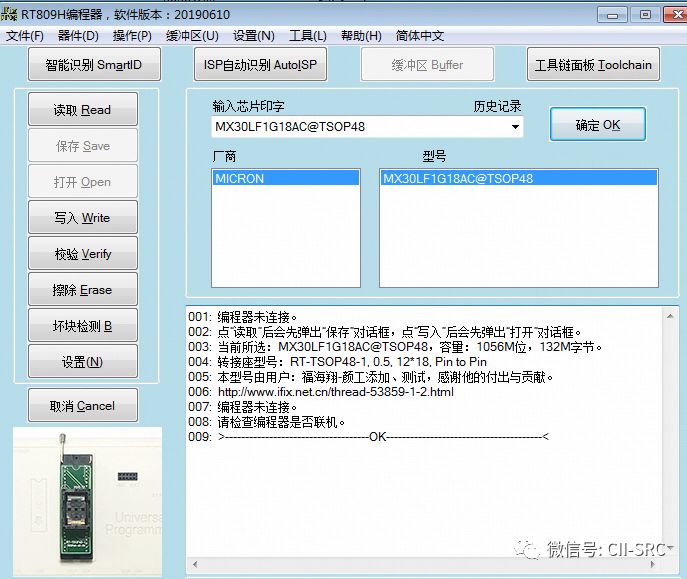 RT809H编程器，软件版本：20190610
文件(F) 器件(D) 操作(P) 缓冲区(U) 设置(N) 工具(L) 帮助(H) 简体中文
智能识别 SmartID
ISP自动识别 AutoISP
缓冲区 Buffer
工具链面板 Toolchain
读取 Read
保存 Save
打开 Open
写入 Write
校验 Verify
擦除 Erase
坏块检测 B
设置(N)
取消 Cancel
输入芯片印字
历史记录
MX30LF1G18AC@TSOP48
确定 OK
厂商
型号
MICRON
MX30LF1G18AC@TSOP48
001: 编程器未连接。
002: 点“读取”后会先弹出“保存”对话框，点“写入”后会先弹出“打开”对话框。
003: 当前所选：MX30LF1G18AC@TSOP48，容量：1056M位，132M字节。
004: 转接座型号：RT-TSOP48-1, 0.5, 12*18, Pin to Pin
005: 本型号由用户：福海翔-颜工添加、测试，感谢他的付出与贡献。
006: http://www.ifix.net.cn/thread-53859-1-2.html
007: 编程器未连接。
008: 请检查编程器是否联机。
009: >------------------------------------OK---------------------------------------<
Universa
Programm
微信号: CII-SRC